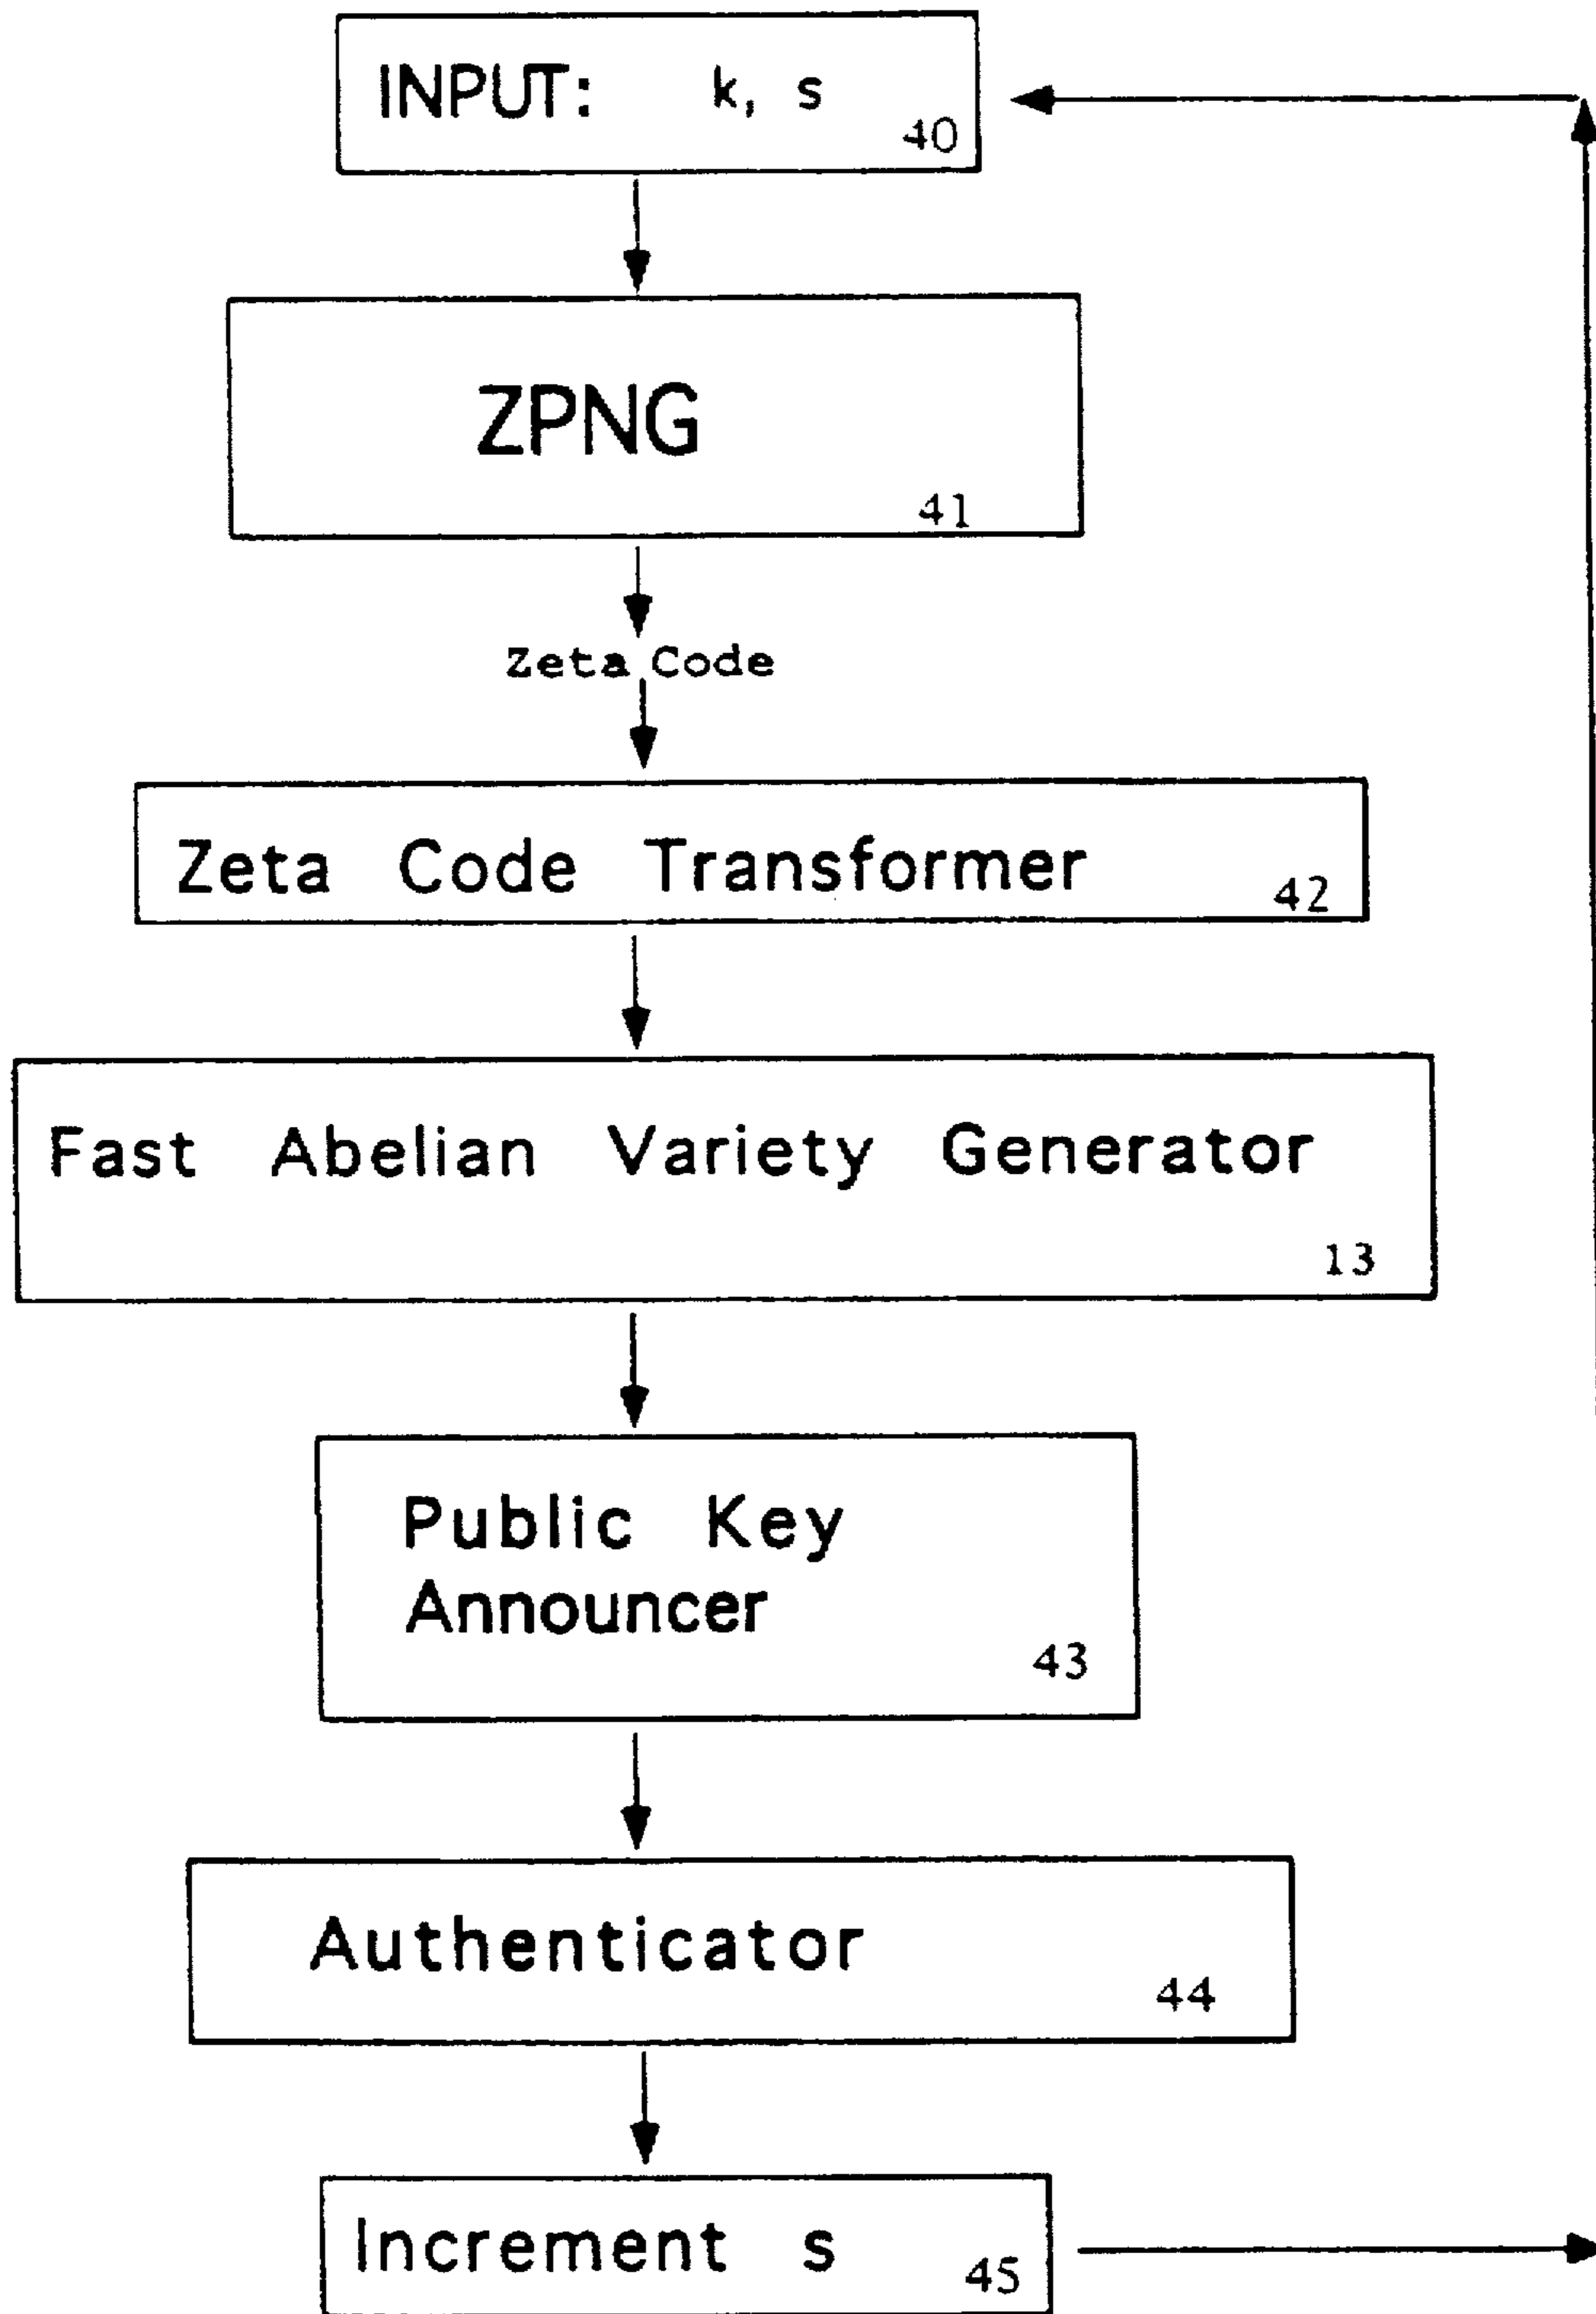 INPUT: k, s
40
ZPNG
41
Zeta Code
Zeta Code Transformer
42
Fast Abelian Variety Generator
13
Public Key
Announcer
43
Authenticator
44
Increment s
45